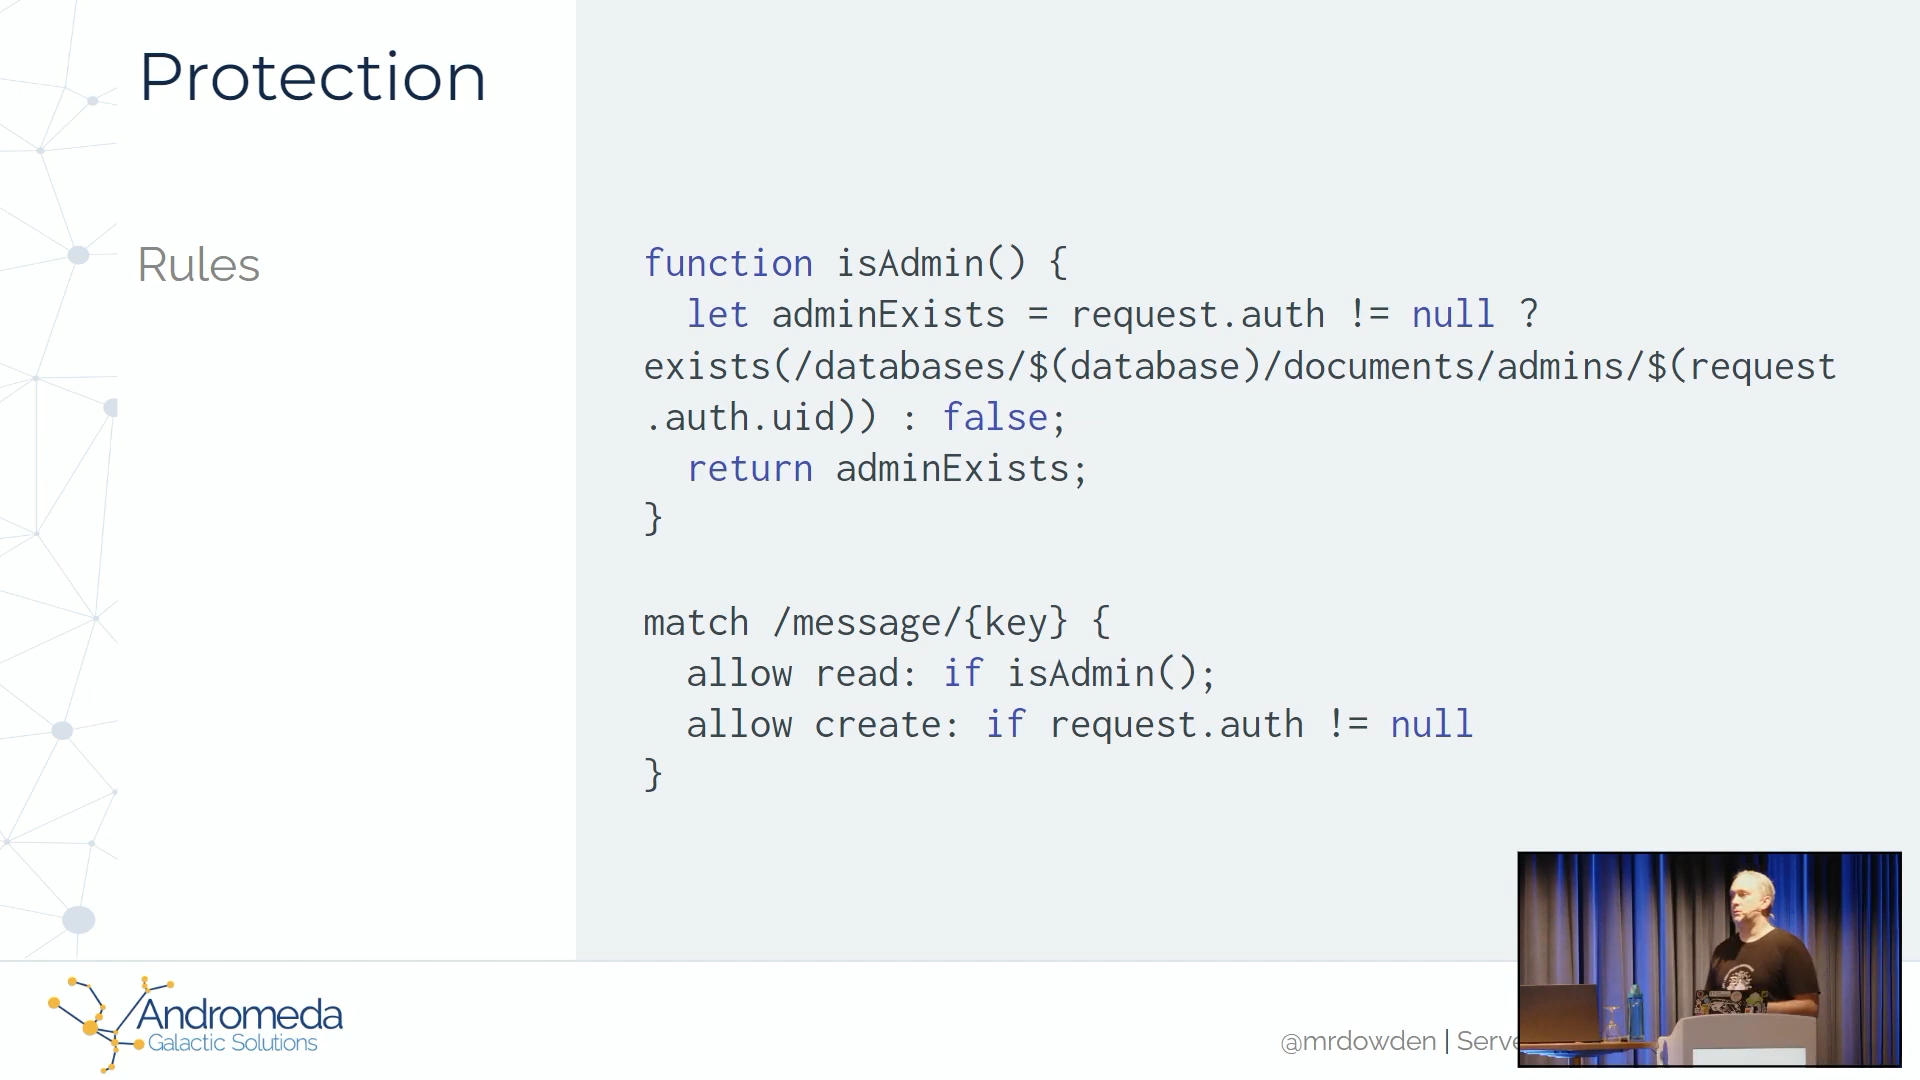 Protection
Rules
function isAdmin() {
  let adminExists = request.auth != null ?
exists(/databases/$(database)/documents/admins/$(request
.auth.uid)) : false;
  return adminExists;
}
match /message/{key} {
  allow read: if isAdmin();
  allow create: if request.auth != null
}
Andromeda
Galactic Solutions
@mrdowden | Serve